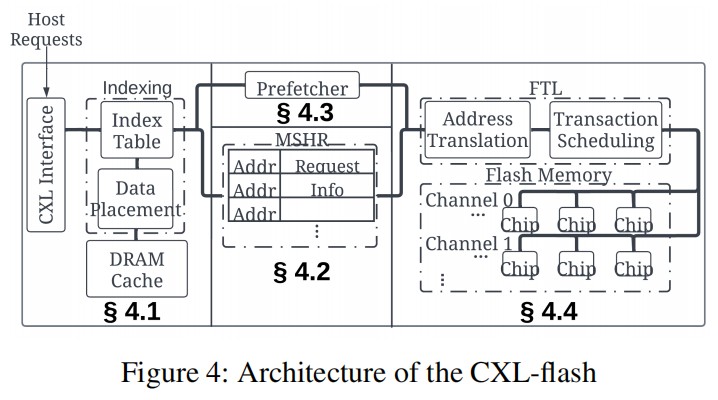 Host
Requests
CXL Interface
Indexing
Index
Table
Data
Placement
DRAM
Cache
§ 4.1
Prefetcher
§ 4.3
MSHR
Addr Request
Addr Info
Addr
⋮
§ 4.2
FTL
Address
Translation
Transaction
Scheduling
Flash Memory
Channel 0
...
Chip Chip Chip
Channel 1
...
Chip Chip Chip
⋮
§ 4.4
Figure 4: Architecture of the CXL-flash